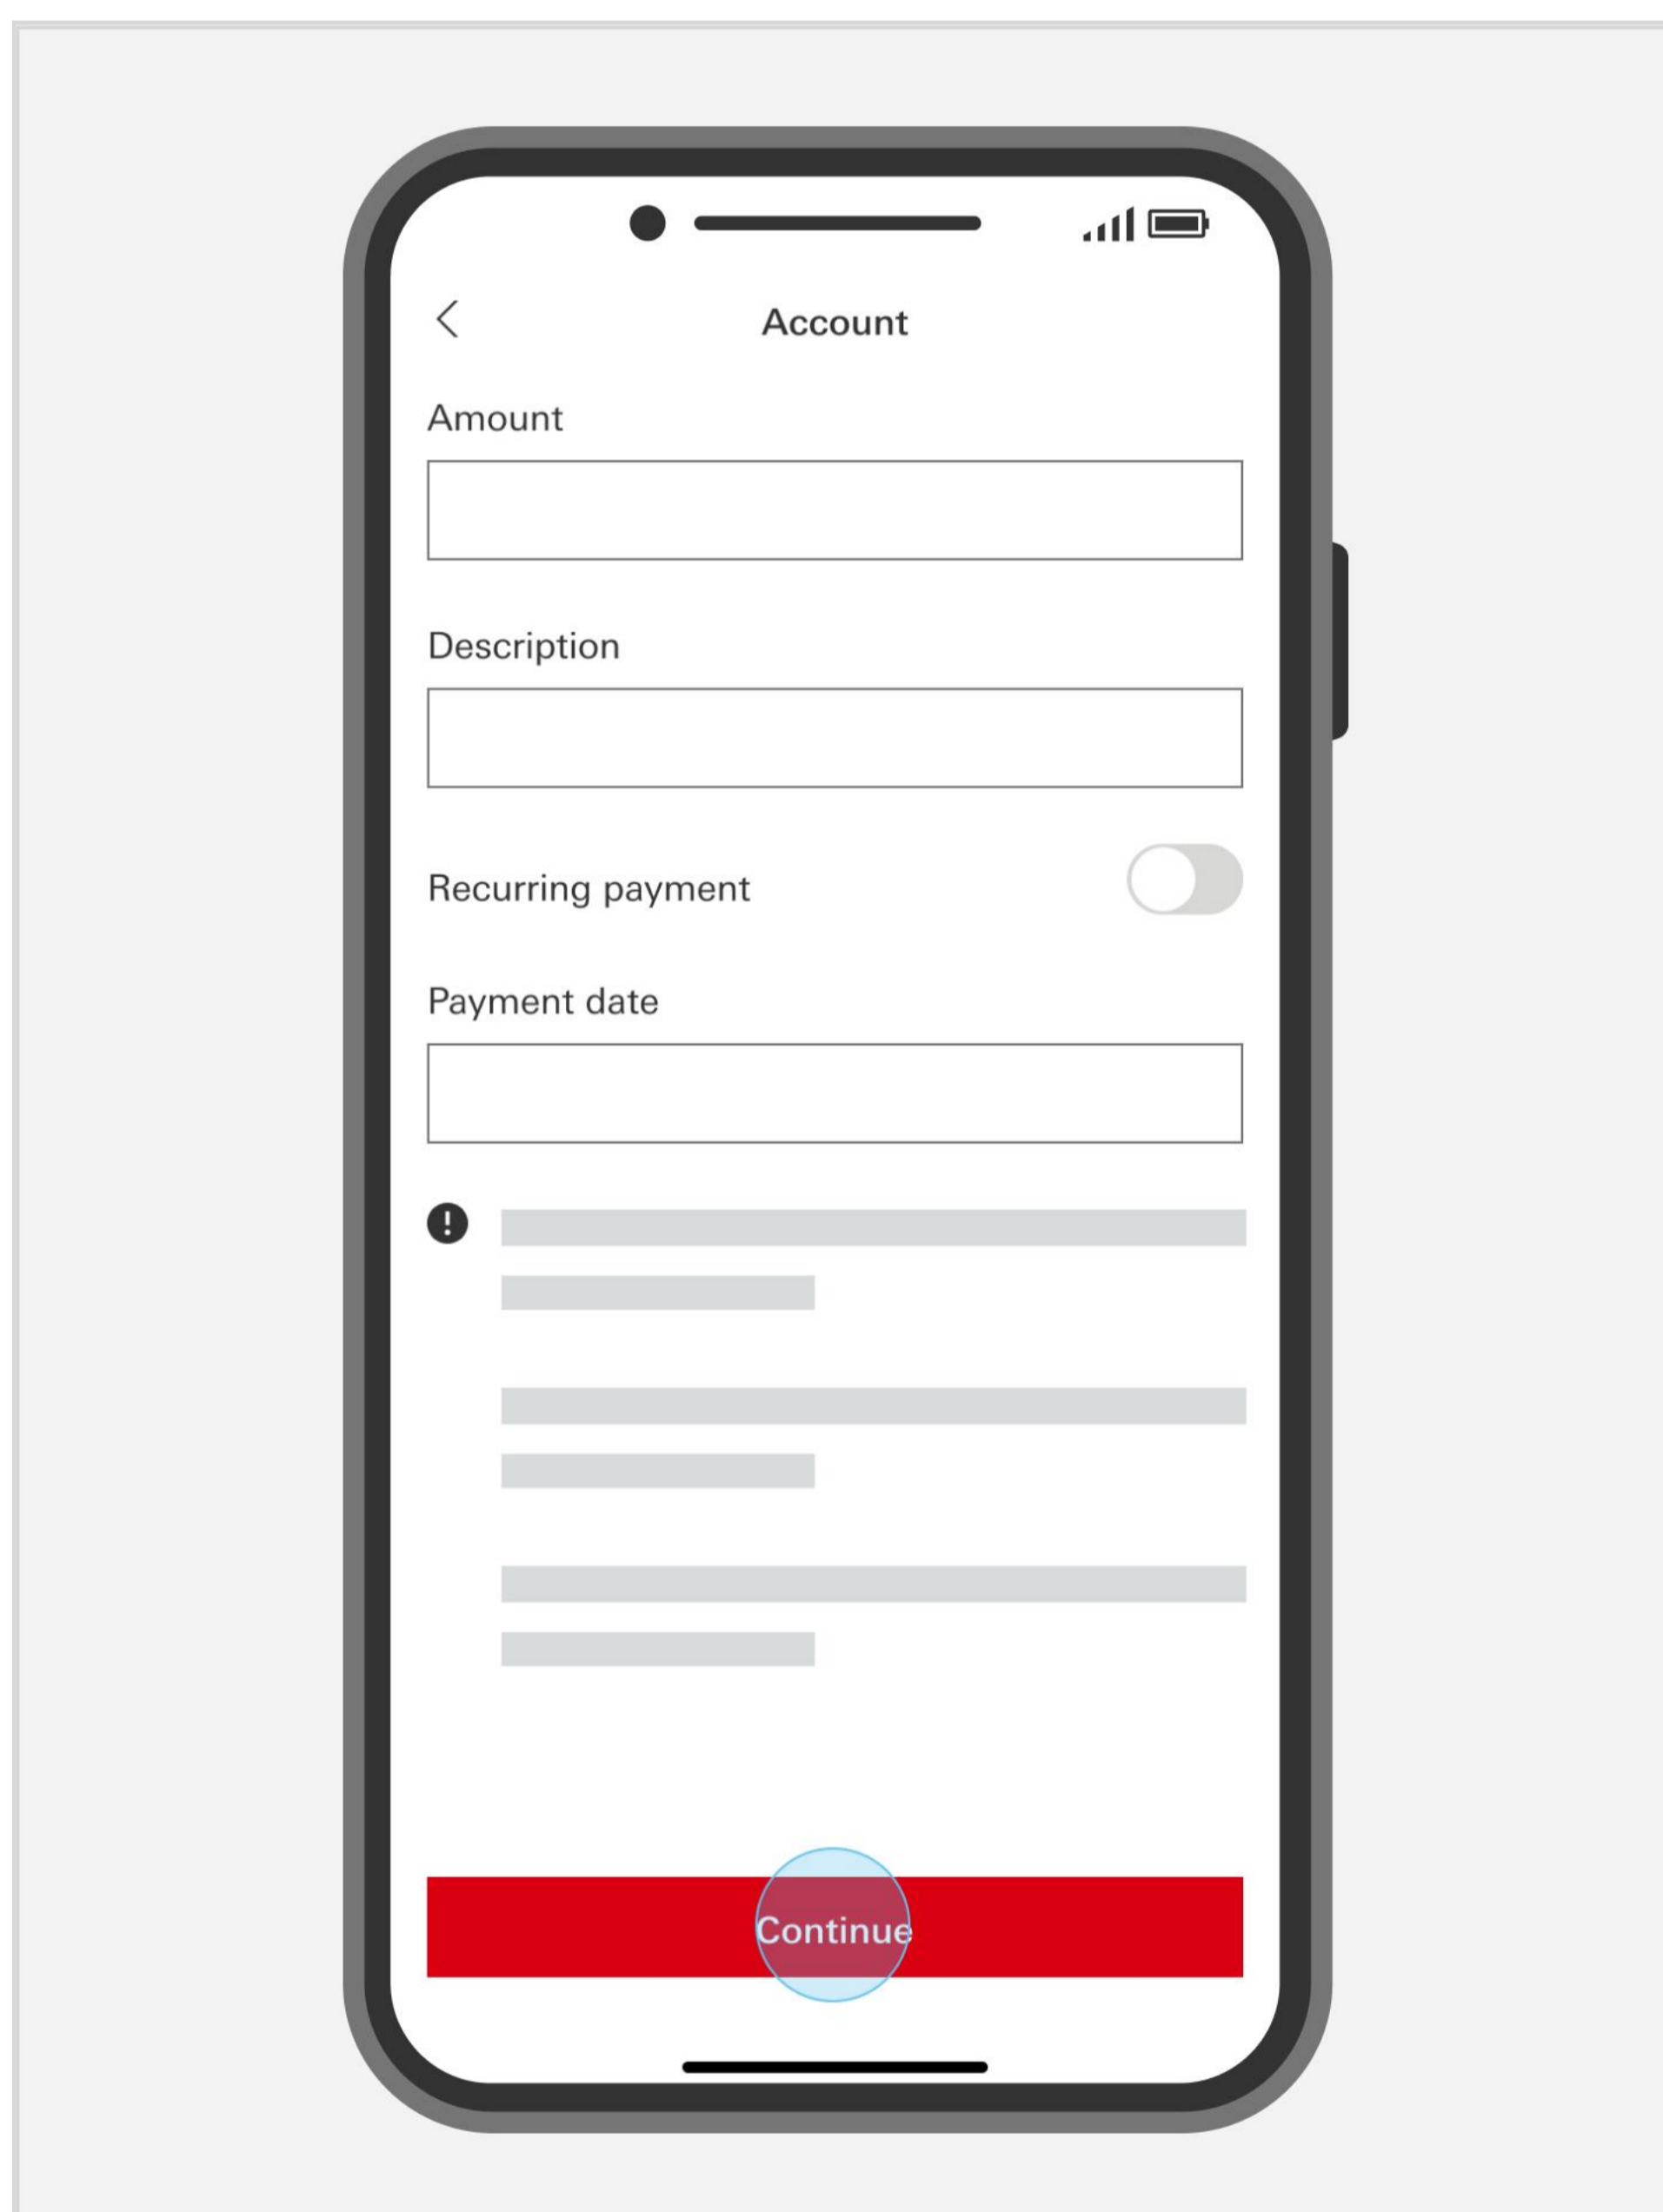 Account
Amount
Description
Recurring payment
Payment date
Continue